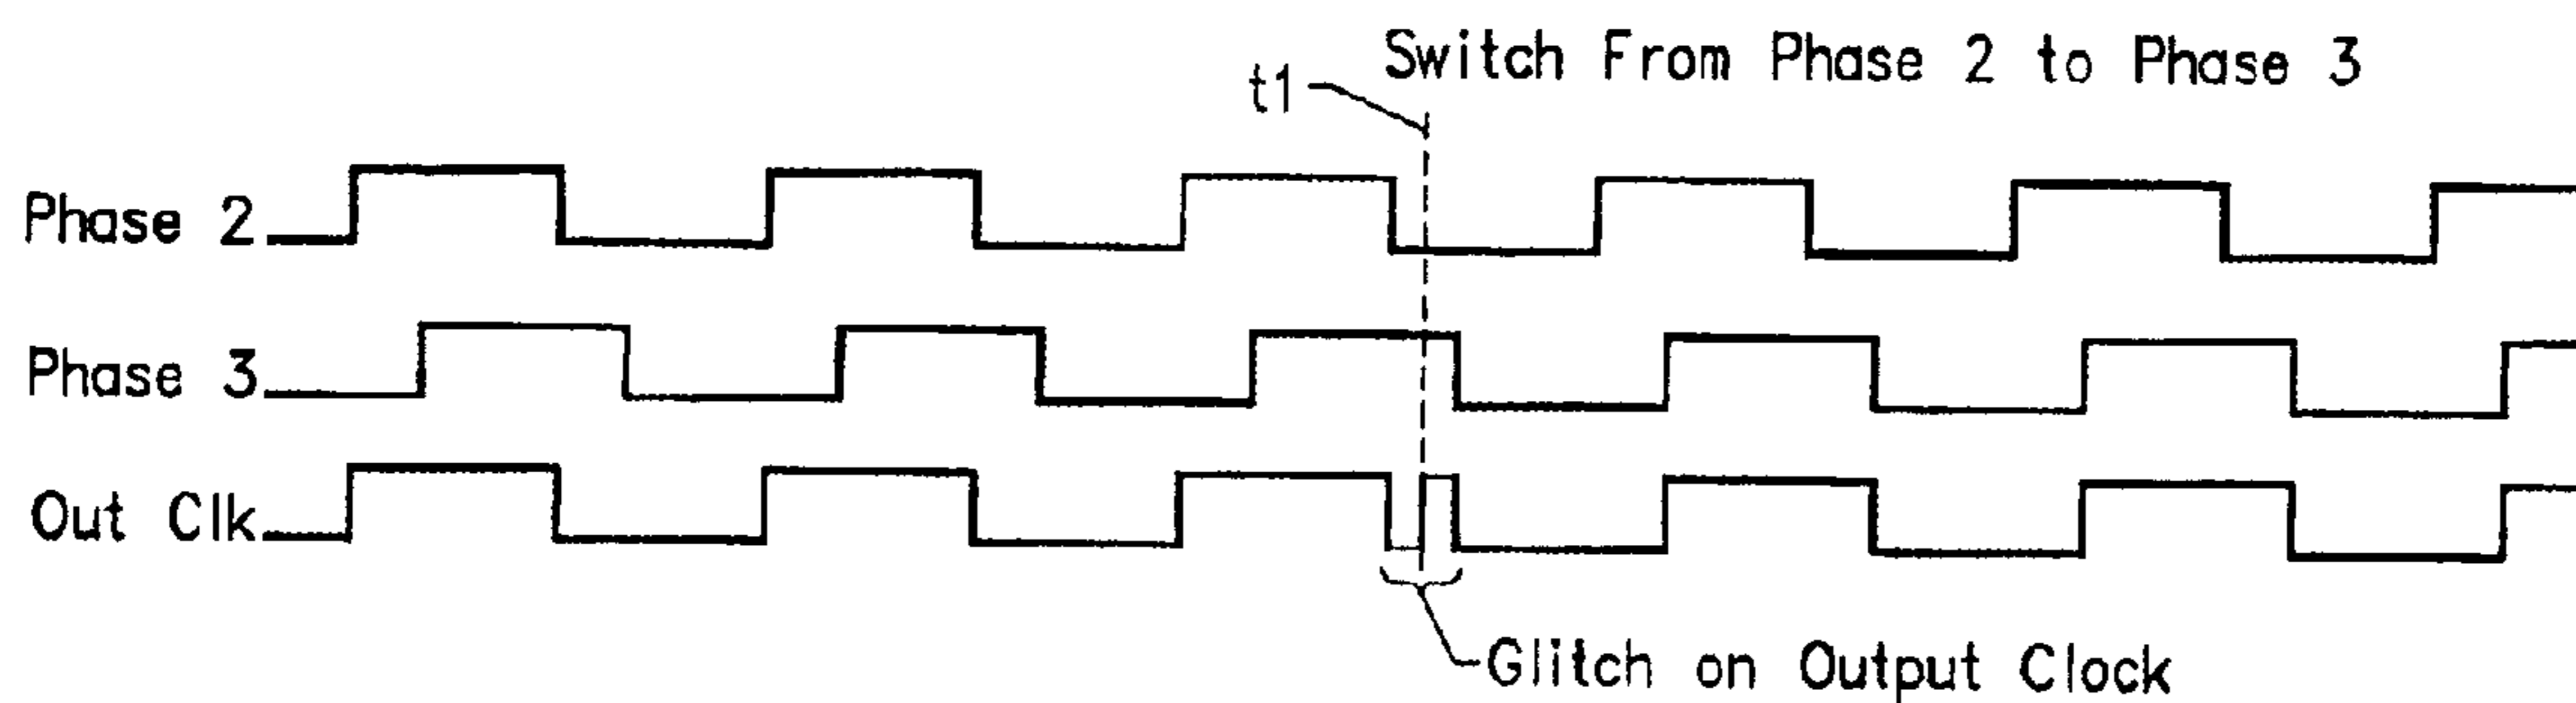 Switch From Phase 2 to Phase 3
t1
Phase 2
Phase 3
Out Clk
Glitch on Output Clock